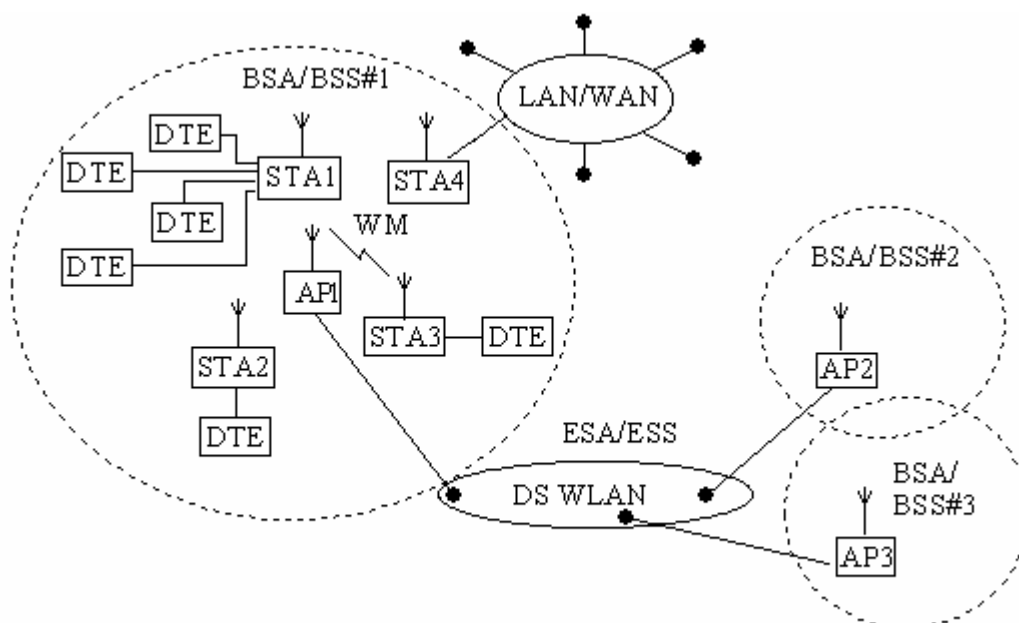 BSA/BSS#1
LAN/WAN
DTE
DTE
STA1
STA4
DTE
WM
DTE
BSA/BSS#2
AP1
STA3
DTE
STA2
AP2
DTE
ESA/ESS
BSA/
BSS#3
DS WLAN
AP3